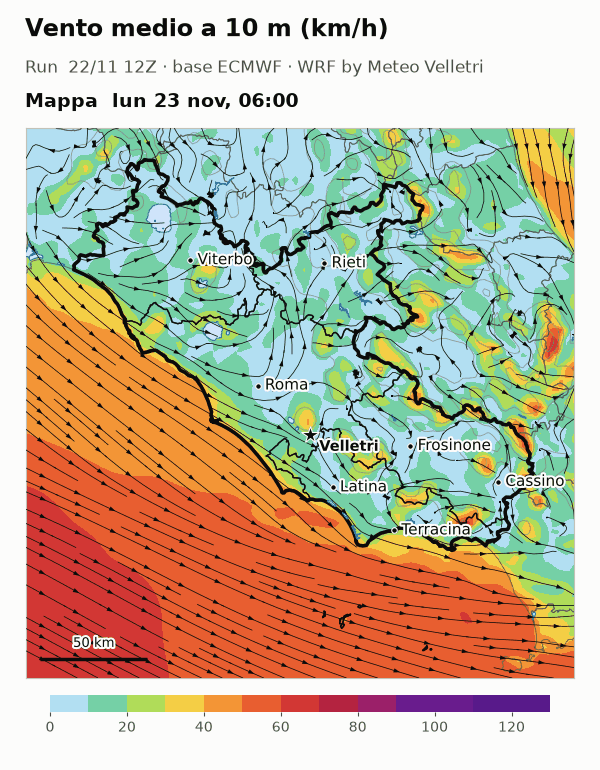 Vento medio a 10 m (km/h)
Run 22/11 12Z · base ECMWF · WRF by Meteo Velletri
Mappa lun 23 nov, 06:00
Viterbo
Rieti
Roma
Velletri
Frosinone
Cassino
Latina
Terracina
50 km
0 20 40 60 80 100 120